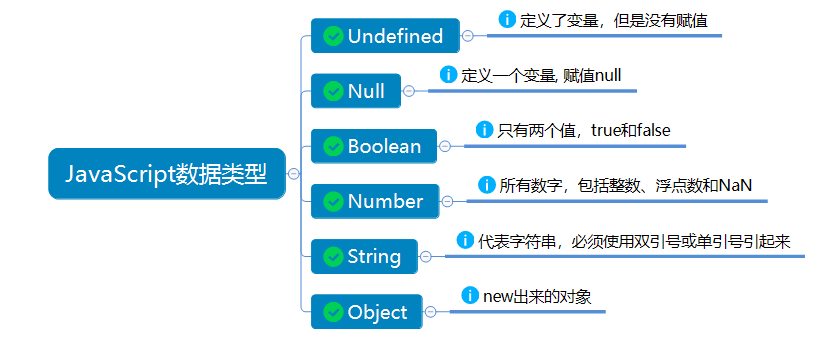 JavaScript数据类型
Undefined
定义了变量，但是没有赋值
Null
定义一个变量, 赋值null
Boolean
只有两个值，true和false
Number
所有数字，包括整数、浮点数和NaN
String
代表字符串，必须使用双引号或单引号引起来
Object
new出来的对象